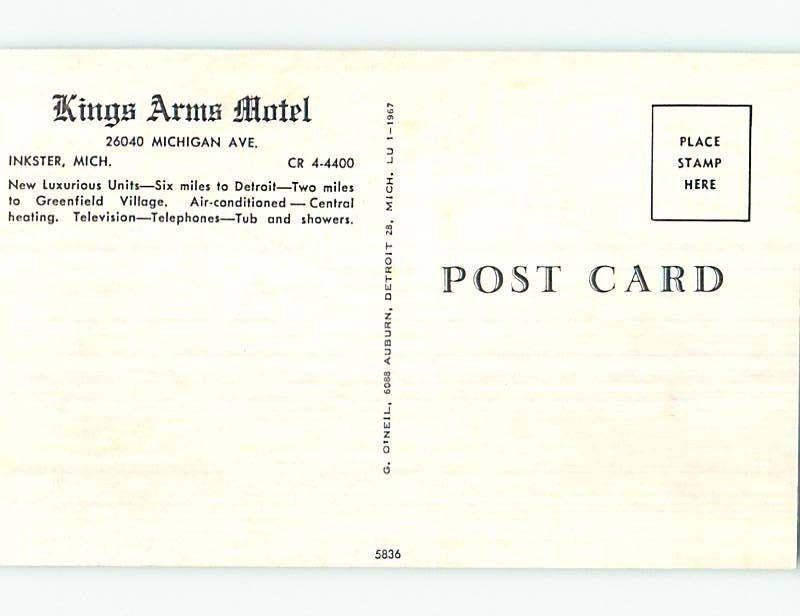 Kings Arms Motel
26040 MICHIGAN AVE.
INKSTER, MICH. CR 4-4400
New Luxurious Units—Six miles to Detroit—Two miles
to Greenfield Village. Air-conditioned — Central
heating. Television—Telephones—Tub and showers.
G. O'NEIL, 6088 AUBURN, DETROIT 28, MICH. LU 1-1967
PLACE
STAMP
HERE
POST CARD
5836